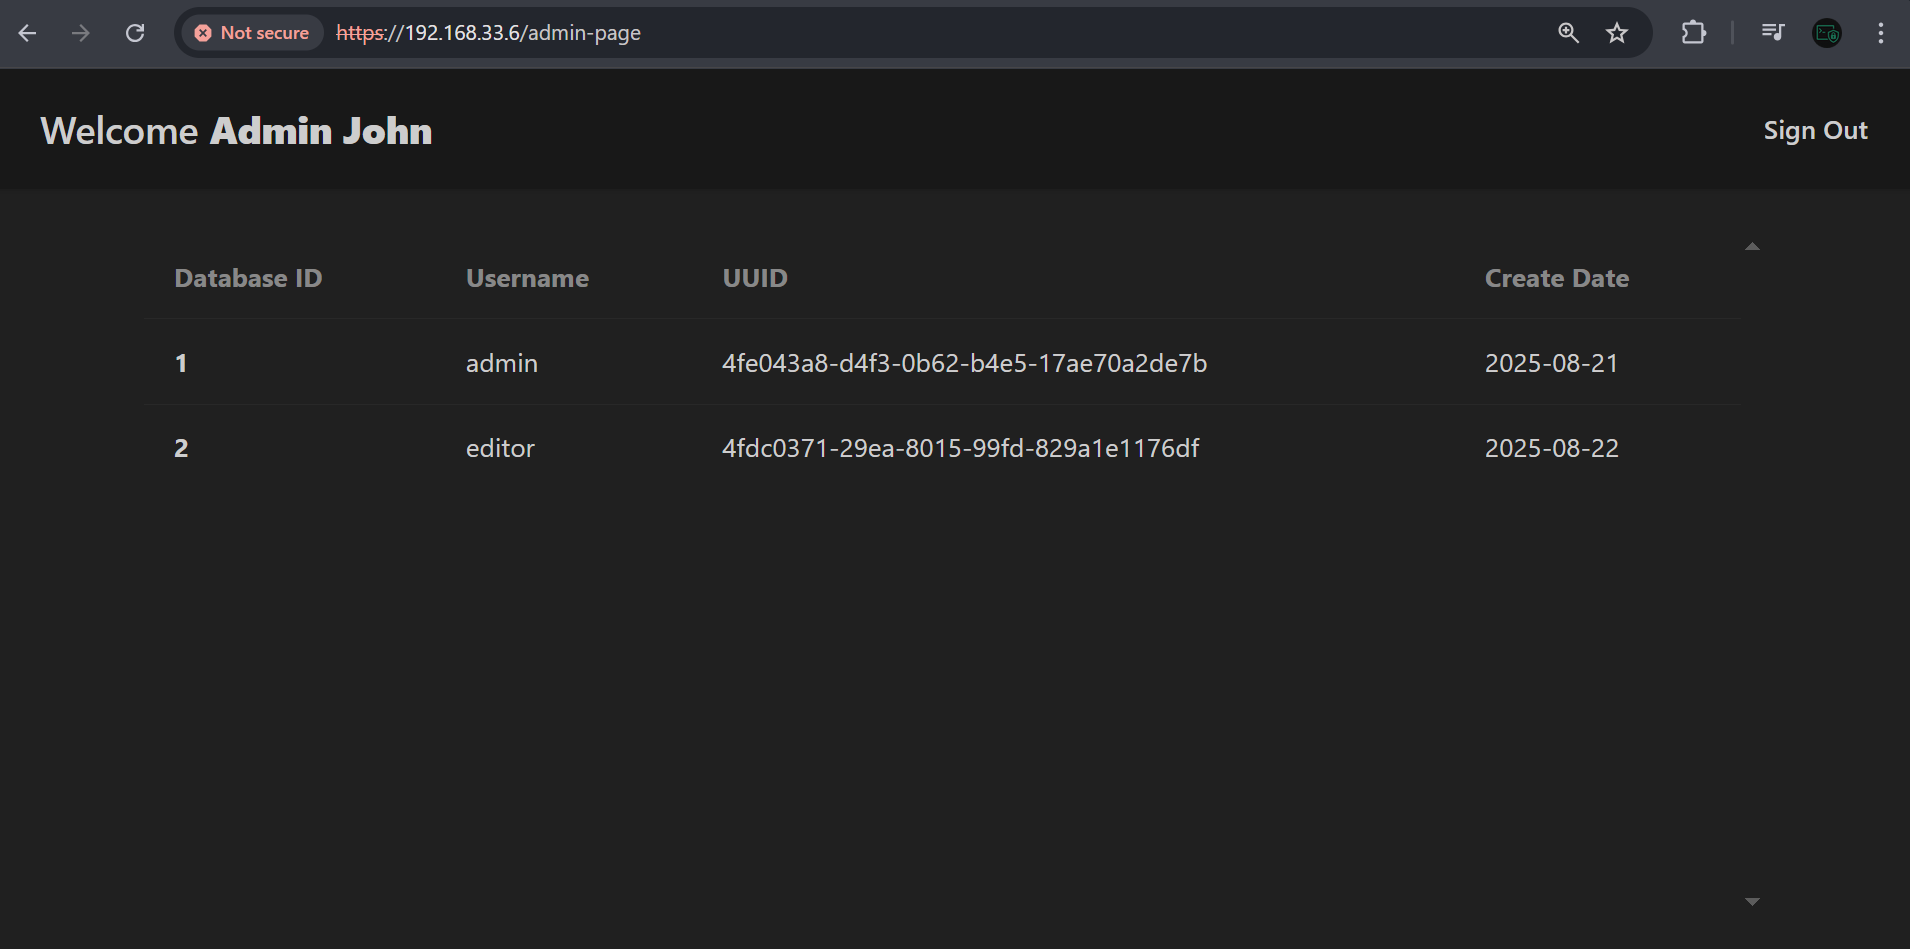 Not secure https://192.168.33.6/admin-page
Welcome Admin John
Sign Out
Database ID Username UUID Create Date
1 admin 4fe043a8-d4f3-0b62-b4e5-17ae70a2de7b 2025-08-21
2 editor 4fdc0371-29ea-8015-99fd-829a1e1176df 2025-08-22